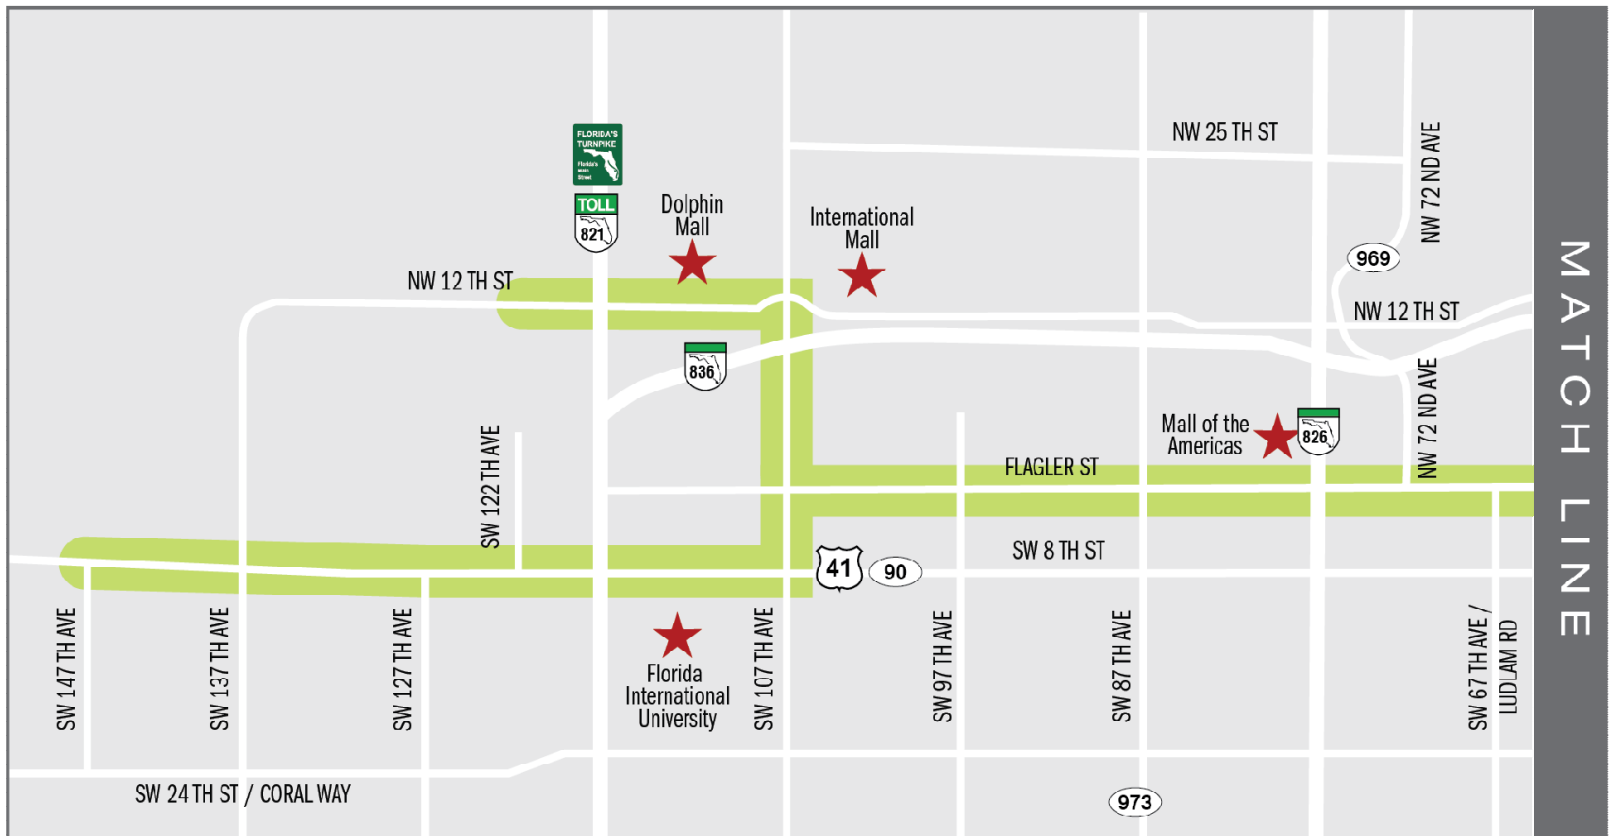 FLORIDA'S
TURNPIKE
Florida's
Main
Street
TOLL
821
Dolphin
Mall
International
Mall
NW 25 TH ST
NW 72 ND AVE
969
NW 12 TH ST
NW 12 TH ST
836
Mall of the
Americas
826
NW 72 ND AVE
SW 122 TH AVE
FLAGLER ST
SW 8 TH ST
41
90
SW 147 TH AVE
SW 137 TH AVE
SW 127 TH AVE
Florida
International
University
SW 107 TH AVE
SW 97 TH AVE
SW 87 TH AVE
SW 67 TH AVE /
LUDLAM RD
SW 24 TH ST / CORAL WAY
973
MATCH LINE